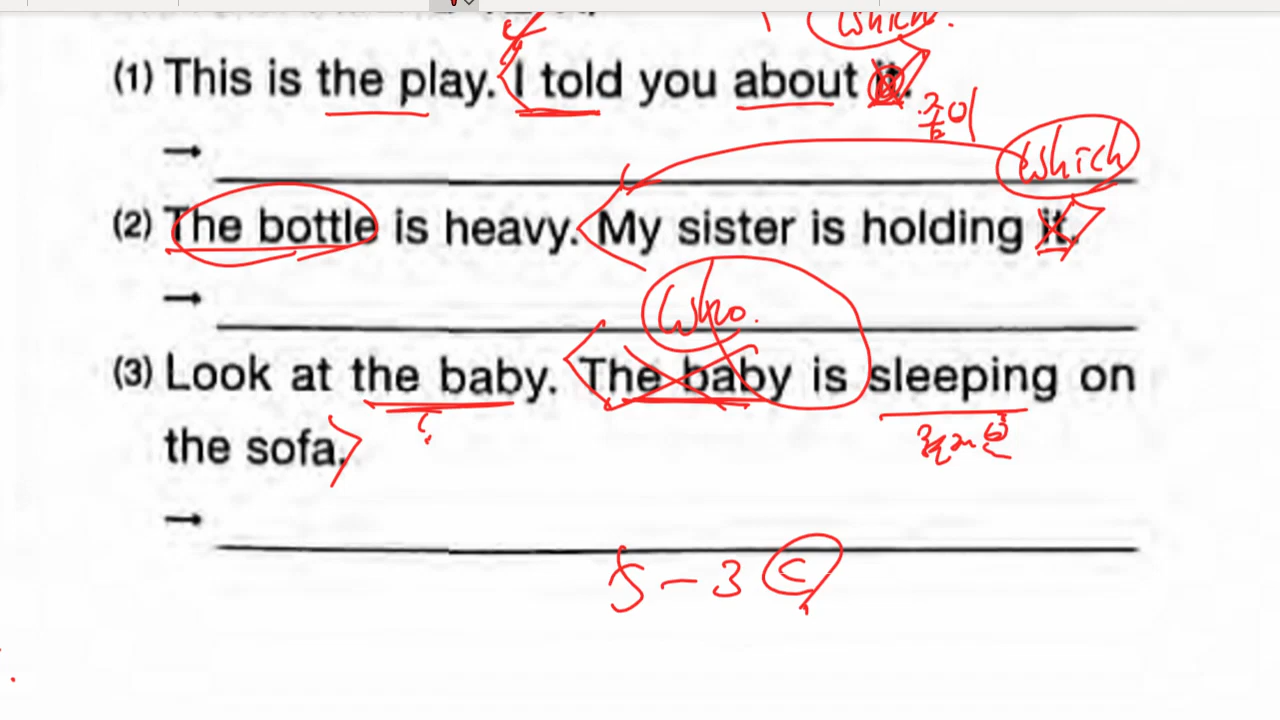 which.
(1) This is the play. I told you about it.
→
which
(2) The bottle is heavy. My sister is holding it.
→
who.
(3) Look at the baby. The baby is sleeping on
the sofa.
→
5-3